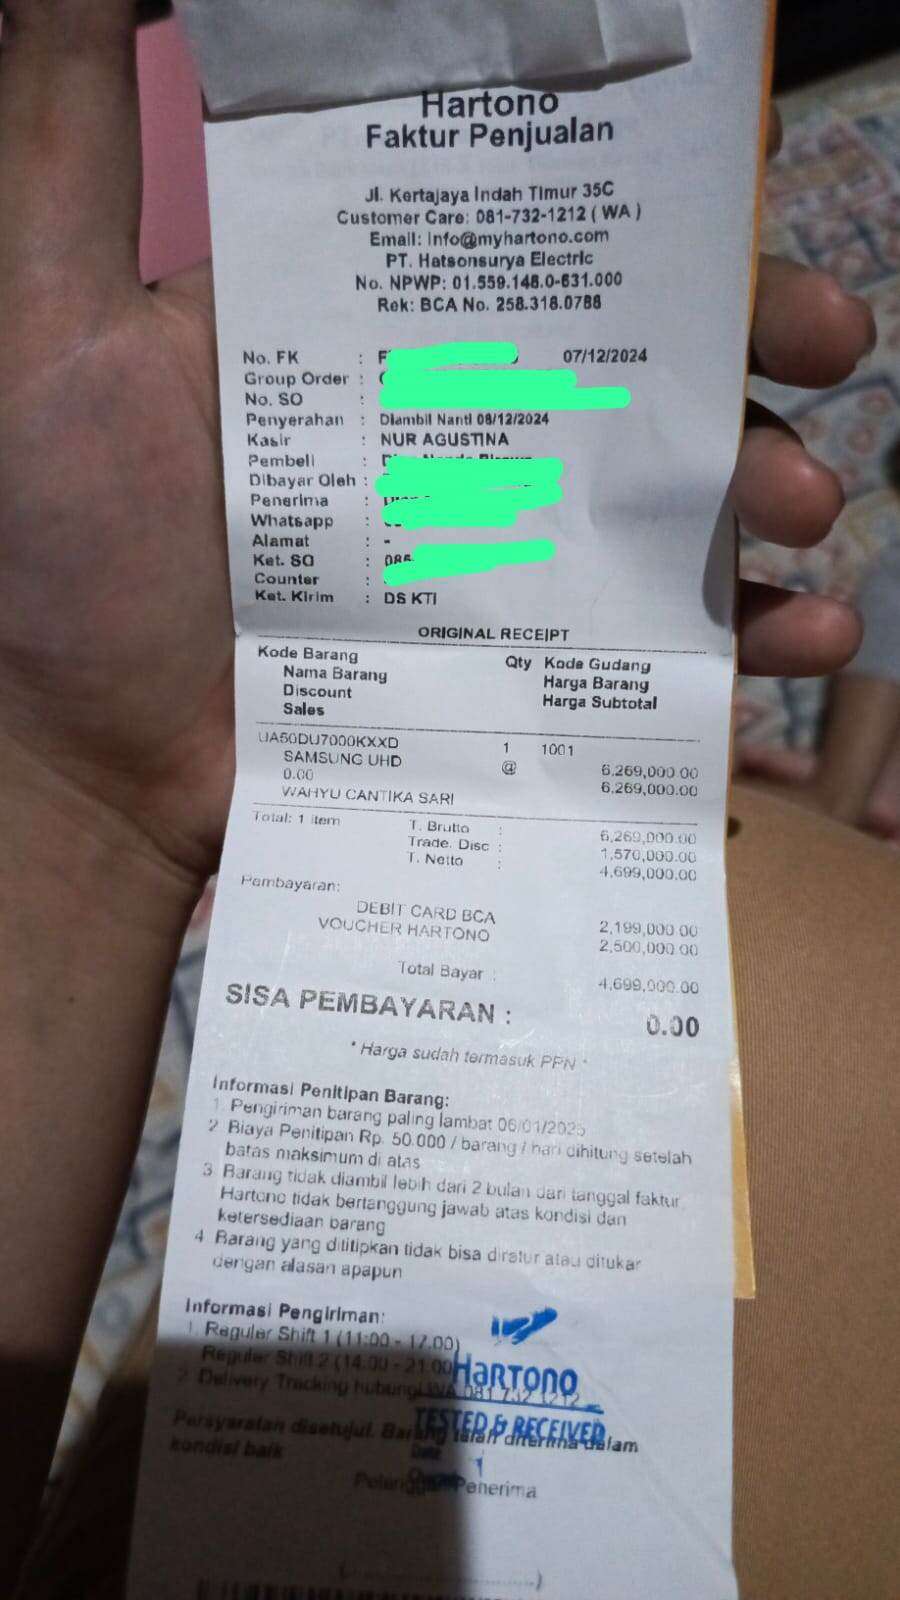 Hartono
Faktur Penjualan
Jl. Kertajaya Indah Timur 35C
Customer Care: 081-732-1212 ( WA )
Email: info@myhartono.com
PT. Hatsonsurya Electric
No. NPWP: 01.559.148.0-631.000
Rek: BCA No. 258.318.0788
No. FK : F 07/12/2024
Group Order :
No. SO :
Penyerahan : Diambil Nanti 08/12/2024
Kasir : NUR AGUSTINA
Pembeli :
Dibayar Oleh :
Penerima :
Whatsapp :
Alamat : -
Ket. SO : 085
Counter :
Ket. Kirim : DS KTI
ORIGINAL RECEIPT
Kode Barang Qty Kode Gudang
Nama Barang Harga Barang
Discount Harga Subtotal
Sales
UA50DU7000KXXD 1 1001
SAMSUNG UHD @ 6,269,000.00
0.00 6,269,000.00
WAHYU CANTIKA SARI
Total: 1 item T. Brutto : 6,269,000.00
Trade. Disc : 1,570,000.00
T. Netto : 4,699,000.00
Pembayaran:
DEBIT CARD BCA 2,199,000.00
VOUCHER HARTONO 2,500,000.00
Total Bayar : 4,699,000.00
SISA PEMBAYARAN : 0.00
* Harga sudah termasuk PPN *
Informasi Penitipan Barang:
1. Pengiriman barang paling lambat 06/01/2025
2. Biaya Penitipan Rp. 50.000 / barang / hari dihitung setelah
batas maksimum di atas
3. Barang tidak diambil lebih dari 2 bulan dari tanggal faktur,
Hartono tidak bertanggung jawab atas kondisi dan
ketersediaan barang
4. Barang yang dititipkan tidak bisa diretur atau ditukar
dengan alasan apapun
Informasi Pengiriman:
1. Reguler Shift 1 (11:00 - 17.00)
Reguler Shift 2 (14.00 - 21.00)
2. Delivery Tracking hubungi WA 081 732 1212
HARTONO
TESTED & RECEIVED
Persyaratan disetujui. Barang telah diterima dalam
kondisi baik
Date
Pelanggan/Penerima